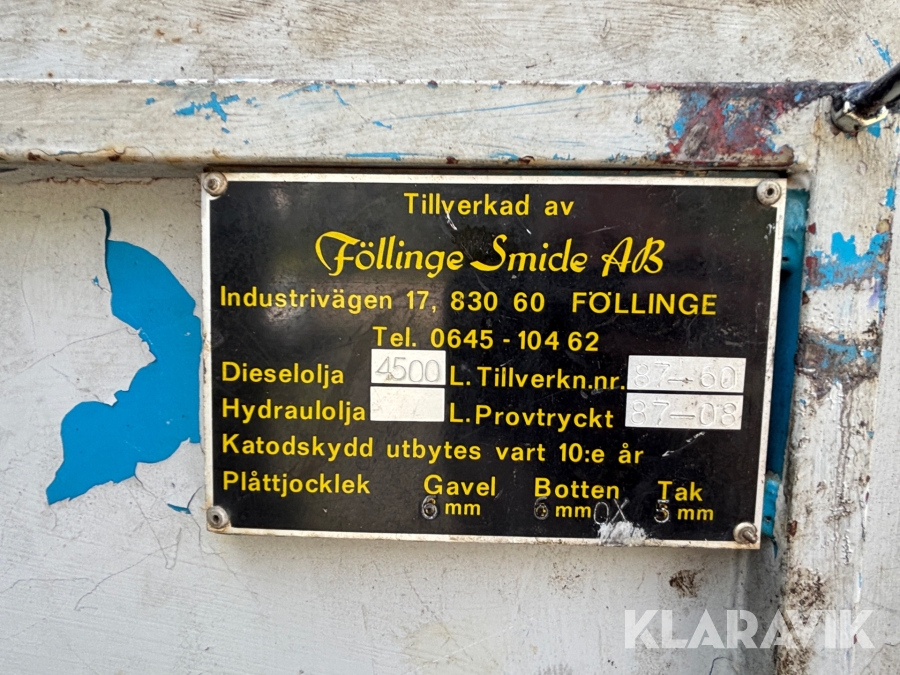 Tillverkad av
Föllinge Smide AB
Industrivägen 17, 830 60 FÖLLINGE
Tel. 0645 - 104 62
Dieselolja 4500 L. Tillverkn.nr. 87-60
Hydraulolja L. Provtryckt 87-08
Katodskydd utbytes vart 10:e år
Plåttjocklek Gavel Botten Tak
6 mm 6 mm OX 5 mm
KLARAVIK